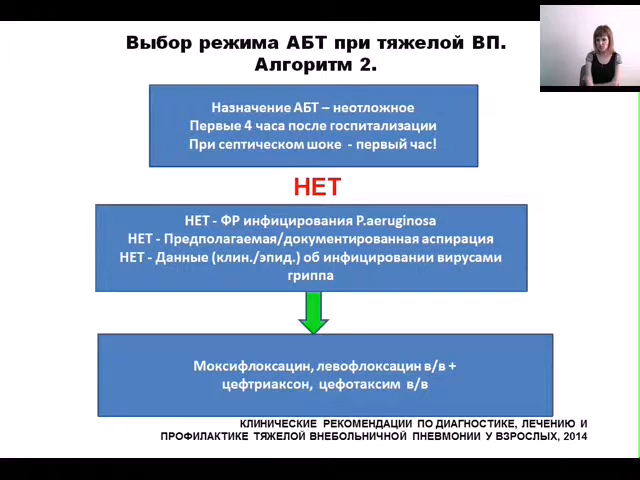 Выбор режима АБТ при тяжелой ВП.
Алгоритм 2.
Назначение АБТ – неотложное
Первые 4 часа после госпитализации
При септическом шоке - первый час!
НЕТ
НЕТ - ФР инфицирования P.aeruginosa
НЕТ - Предполагаемая/документированная аспирация
НЕТ - Данные (клин./эпид.) об инфицировании вирусами
гриппа
Моксифлоксацин, левофлоксацин в/в +
цефтриаксон, цефотаксим в/в
КЛИНИЧЕСКИЕ РЕКОМЕНДАЦИИ ПО ДИАГНОСТИКЕ, ЛЕЧЕНИЮ И
ПРОФИЛАКТИКЕ ТЯЖЕЛОЙ ВНЕБОЛЬНИЧНОЙ ПНЕВМОНИИ У ВЗРОСЛЫХ, 2014